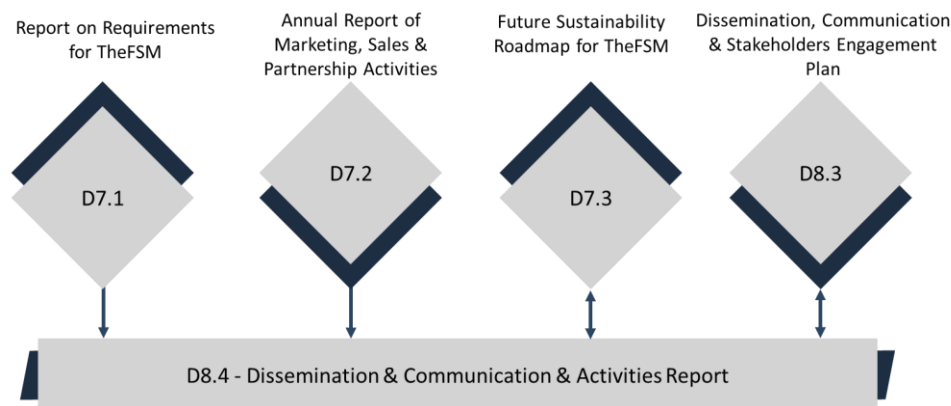 Report on Requirements
for TheFSM
Annual Report of
Marketing, Sales &
Partnership Activities
Future Sustainability
Roadmap for TheFSM
Dissemination, Communication
& Stakeholders Engagement
Plan
D7.1
D7.2
D7.3
D8.3
D8.4 - Dissemination & Communication & Activities Report